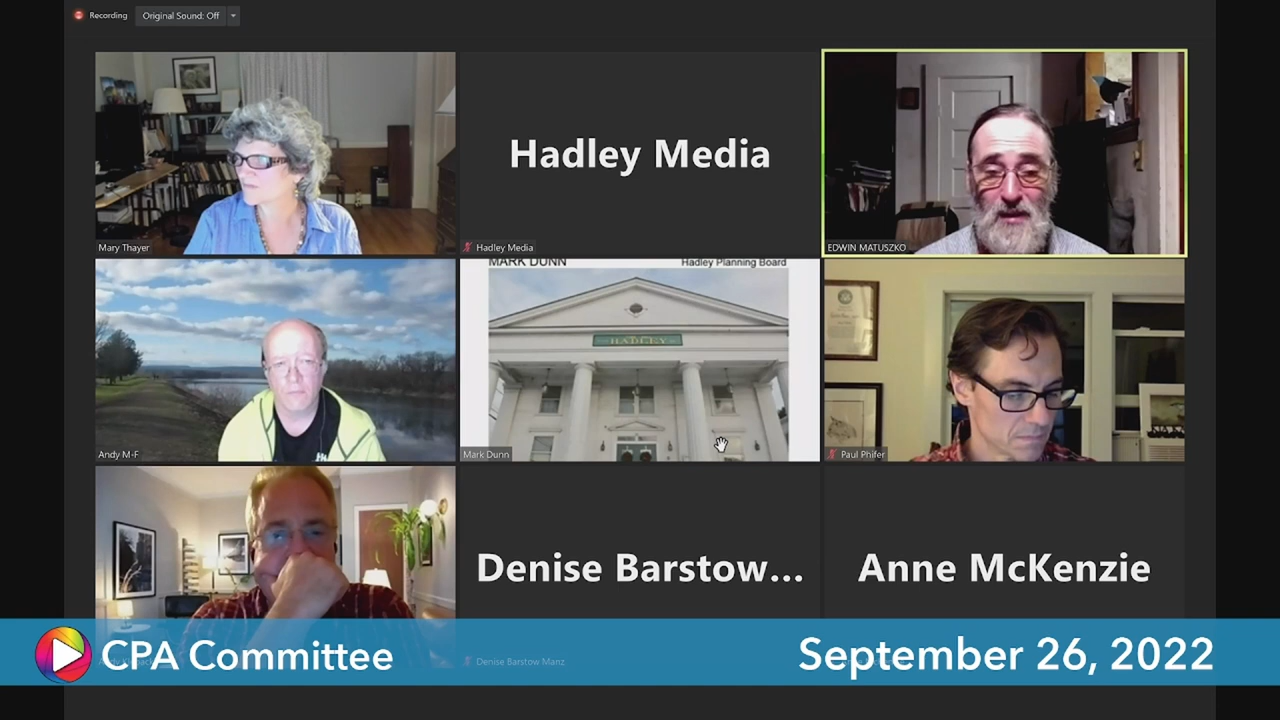 Recording
Original Sound: Off
Hadley Media
Mary Thayer
Hadley Media
EDWIN MATUSZKO
MARK DUNN
Hadley Planning Board
HADLEY
Andy M-F
Mark Dunn
Paul Phifer
Denise Barstow...
Anne McKenzie
CPA Committee
September 26, 2022
Denise Barstow Manz